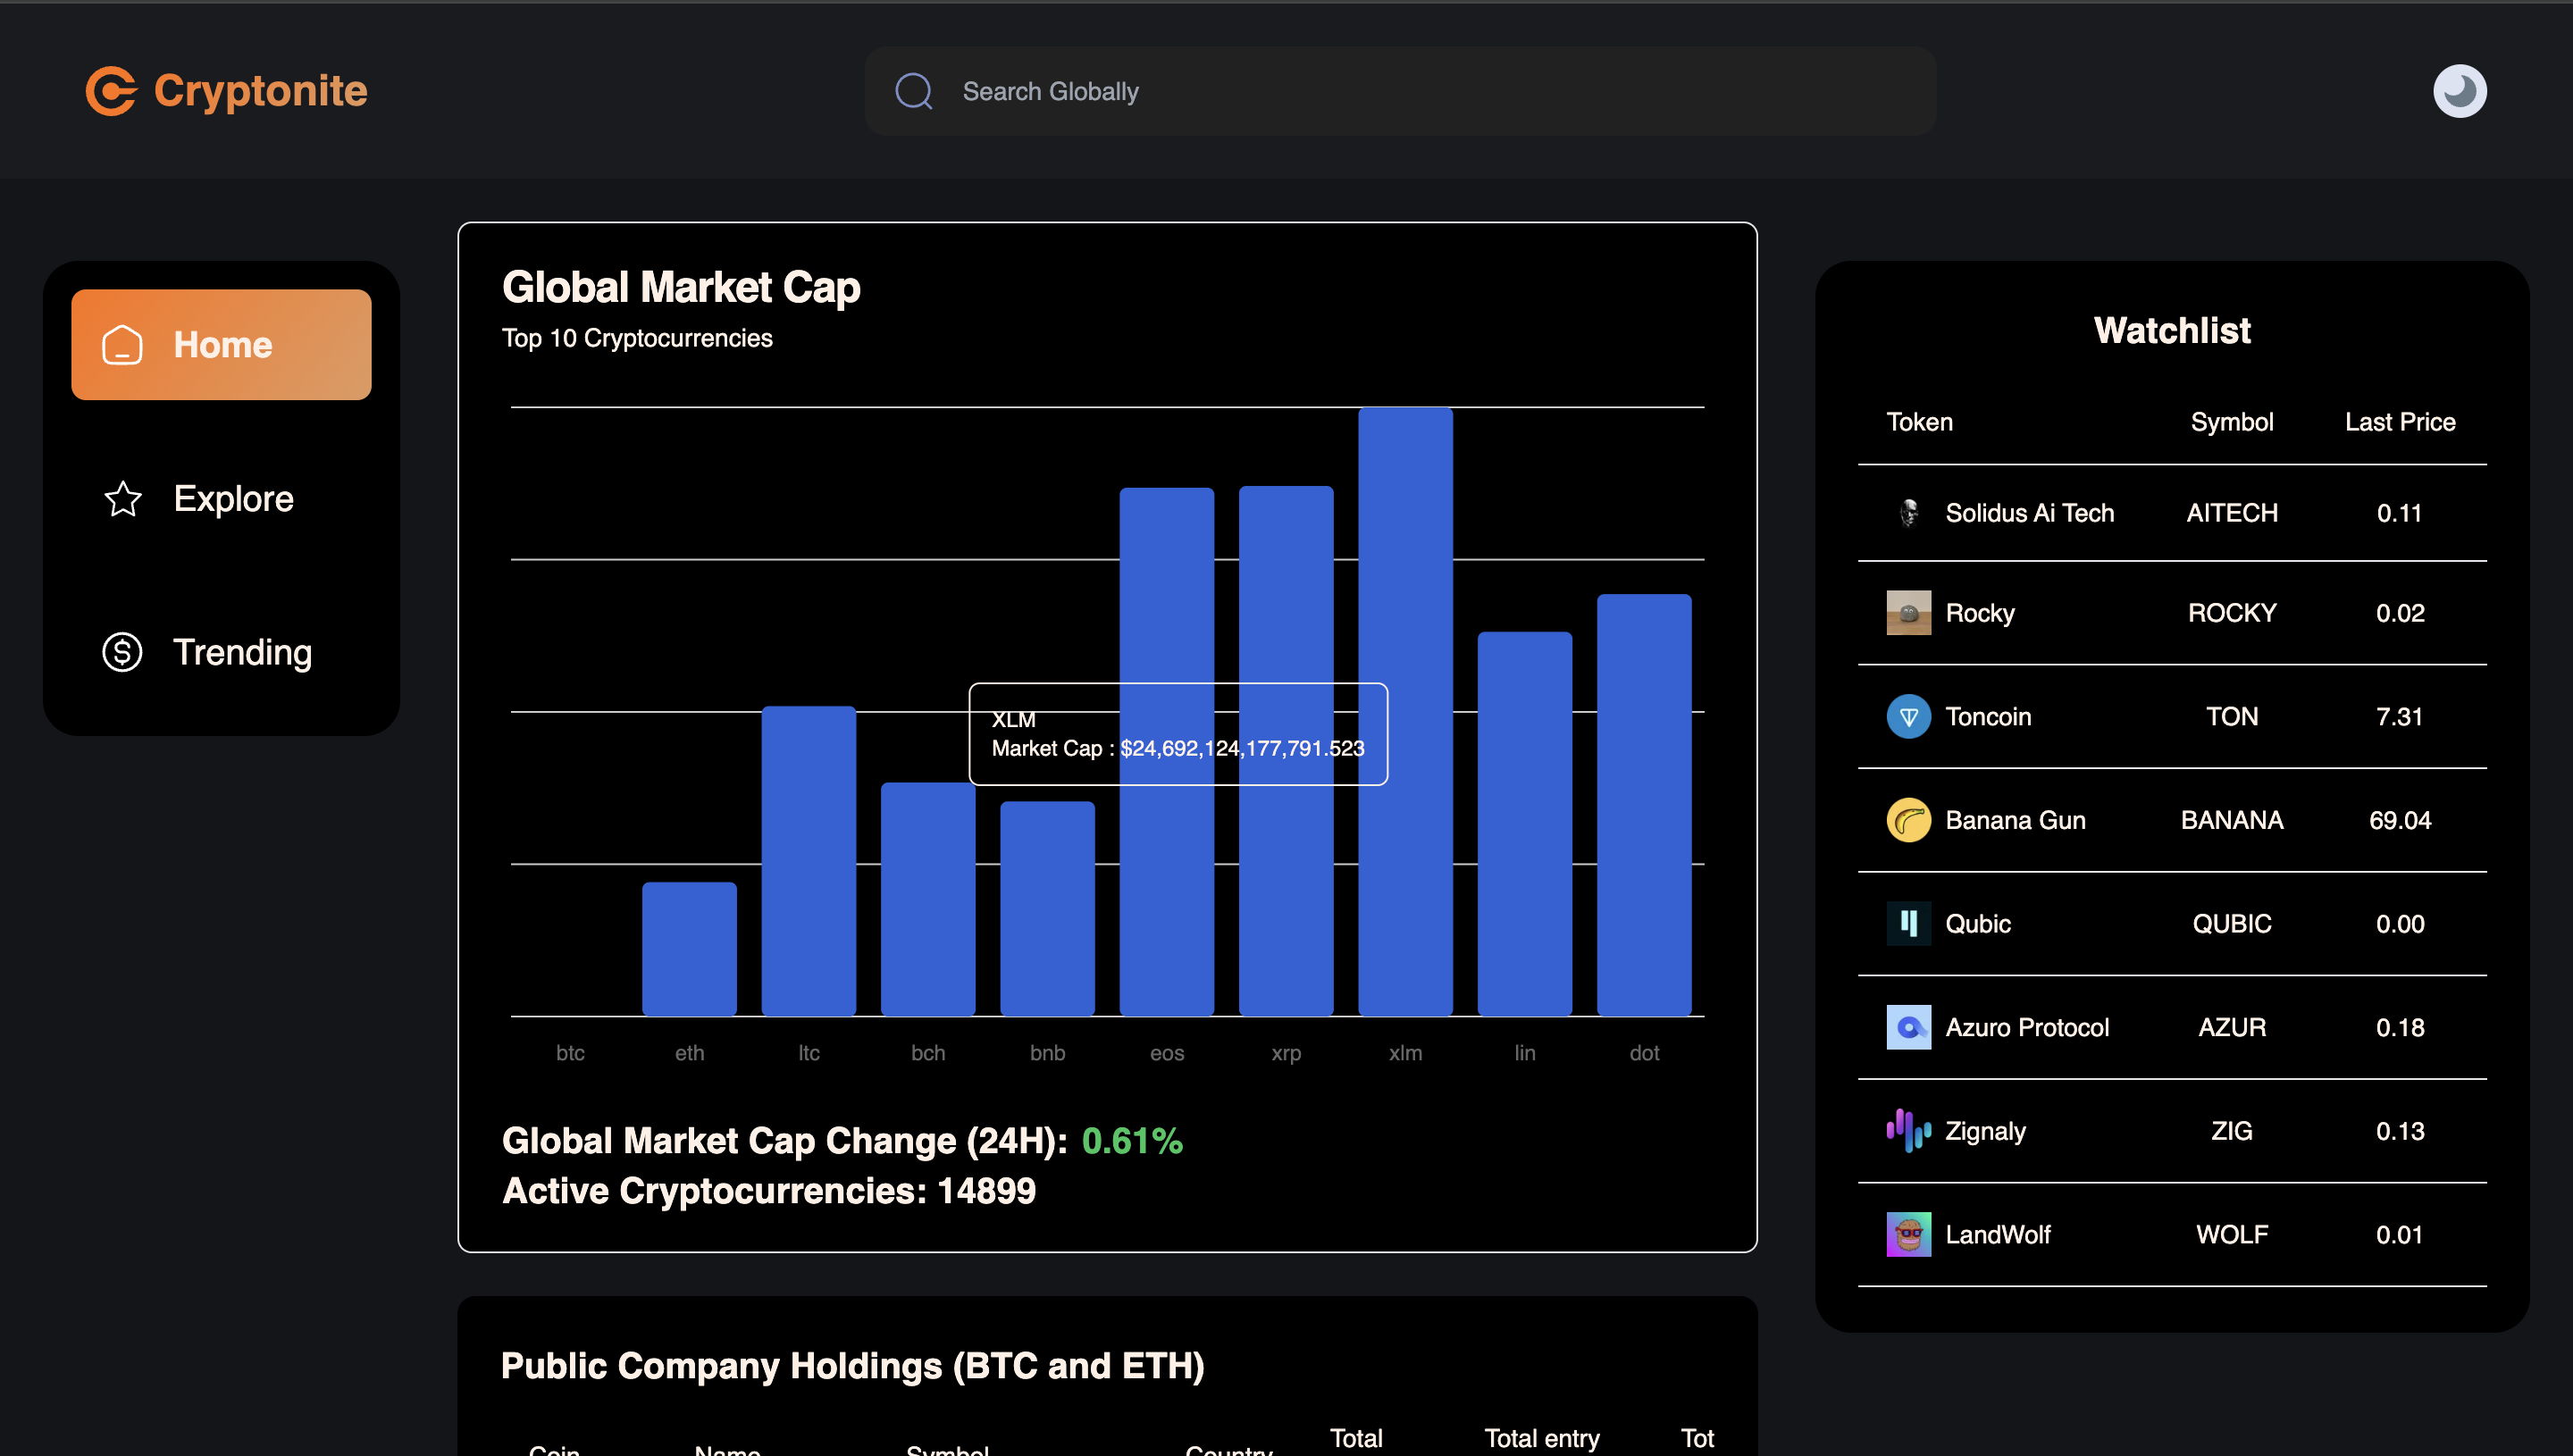 Cryptonite
Search Globally
Home
Explore
Trending
Global Market Cap
Top 10 Cryptocurrencies
XLM
Market Cap : $24,692,124,177,791.523
btc eth ltc bch bnb eos xrp xlm lin dot
Global Market Cap Change (24H): 0.61%
Active Cryptocurrencies: 14899
Public Company Holdings (BTC and ETH)
Coin Name Symbol Country Total Total entry Tot
Watchlist
Token Symbol Last Price
Solidus Ai Tech AITECH 0.11
Rocky ROCKY 0.02
Toncoin TON 7.31
Banana Gun BANANA 69.04
Qubic QUBIC 0.00
Azuro Protocol AZUR 0.18
Zignaly ZIG 0.13
LandWolf WOLF 0.01